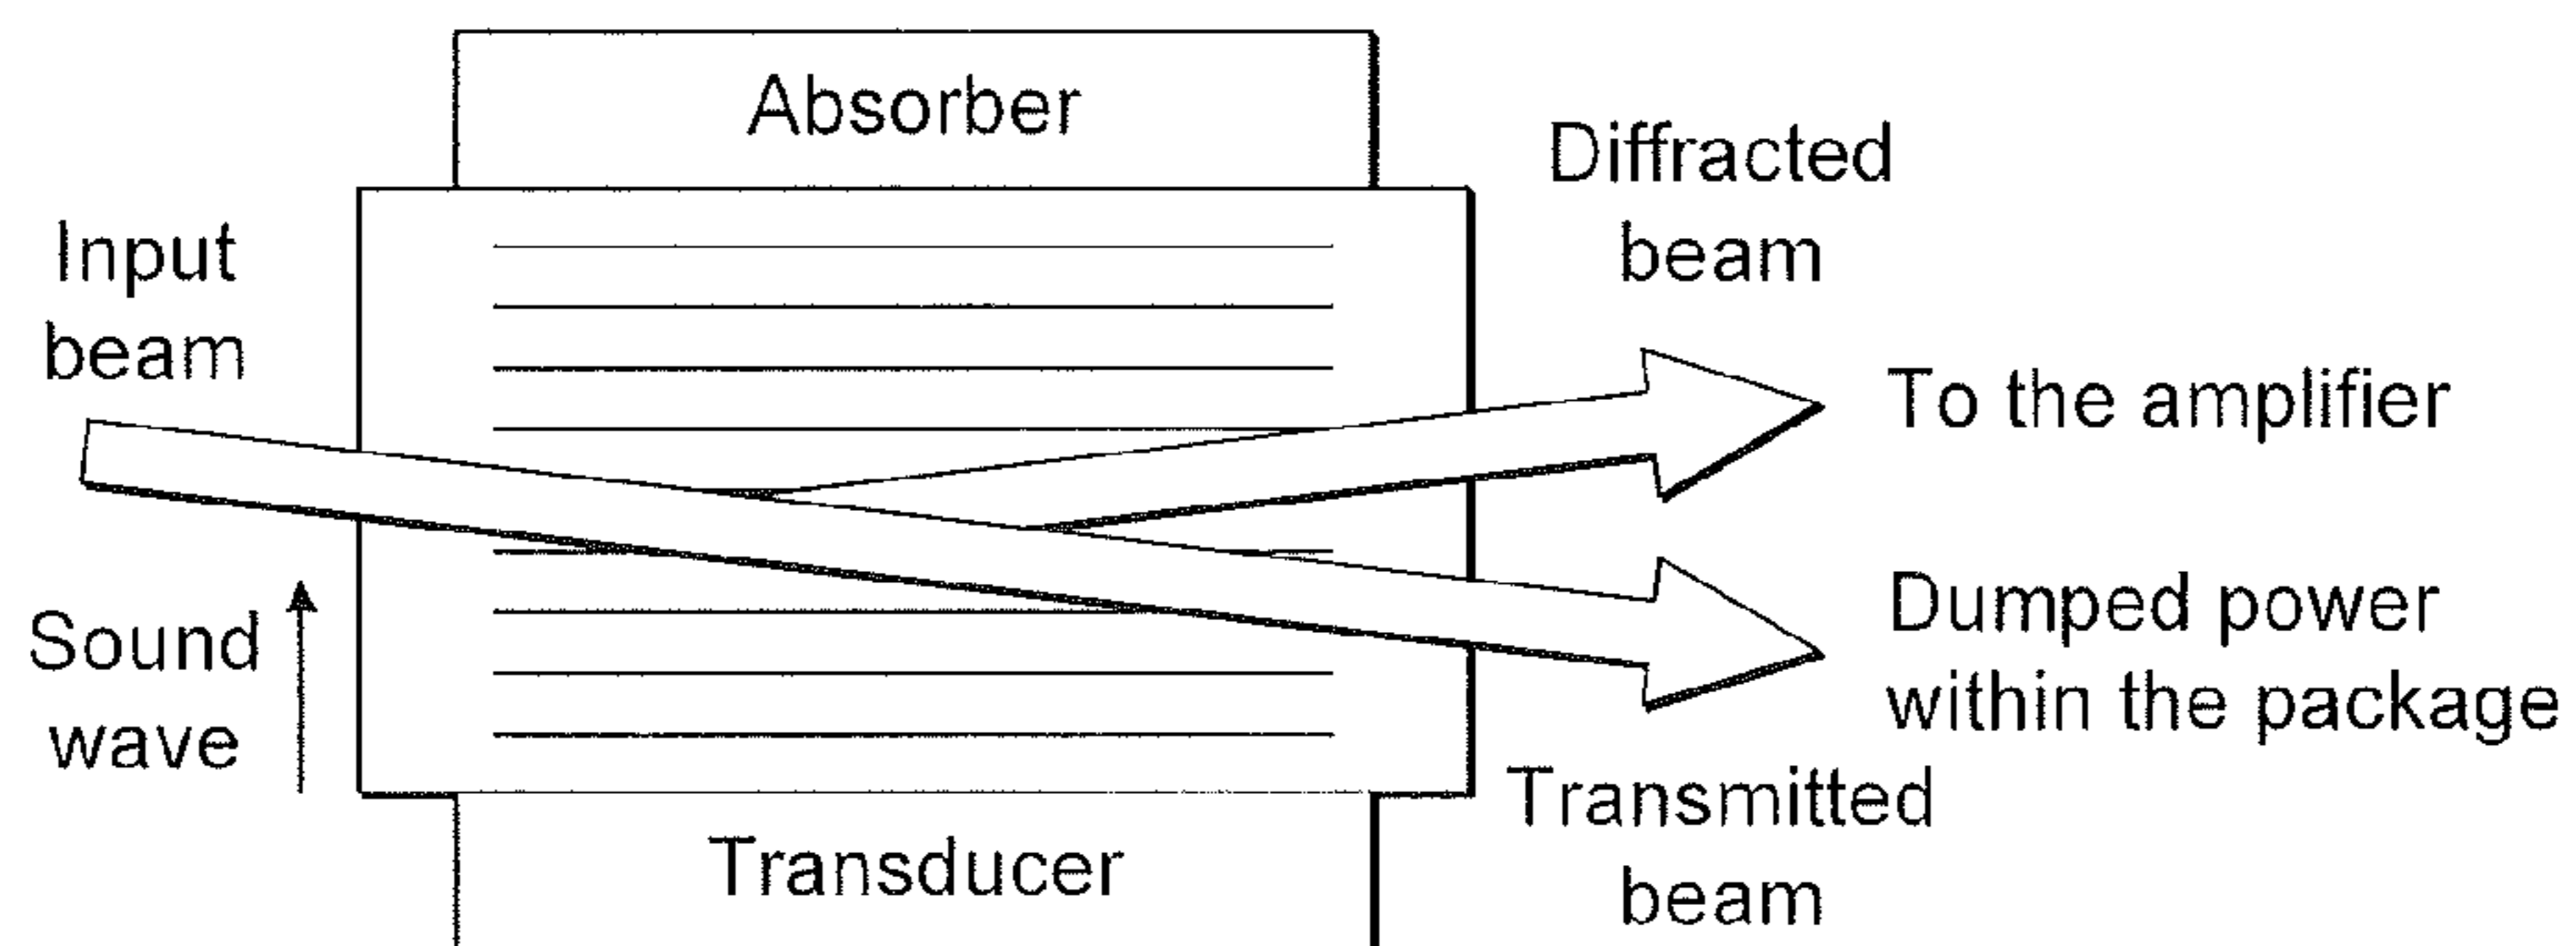 Absorber
Input
beam
Diffracted
beam
To the amplifier
Sound
wave
Dumped power
within the package
Transmitted
beam
Transducer